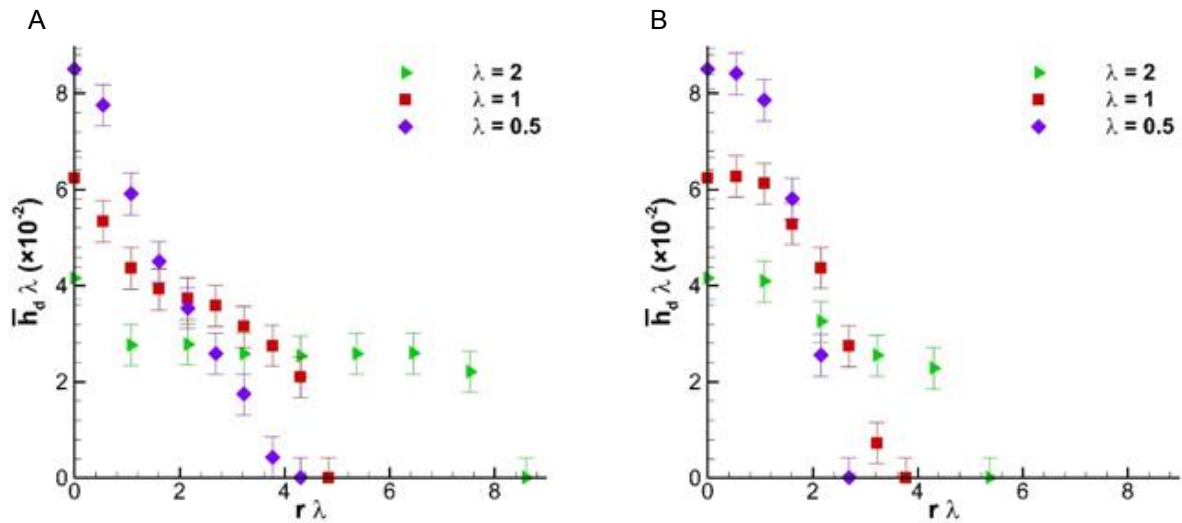 A
8
6
4
2
0
h̅d λ (×10-2)
0 2 4 6 8
r λ
λ = 2
λ = 1
λ = 0.5
B
8
6
4
2
0
h̅d λ (×10-2)
0 2 4 6 8
r λ
λ = 2
λ = 1
λ = 0.5